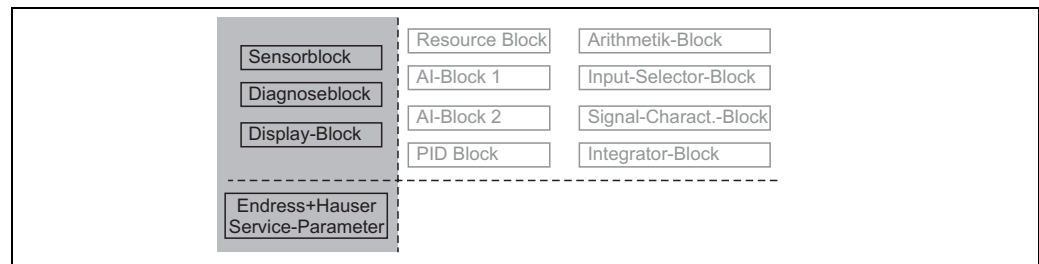 Sensorblock
Diagnoseblock
Display-Block
Endress+Hauser
Service-Parameter
Resource Block
AI-Block 1
AI-Block 2
PID Block
Arithmetik-Block
Input-Selector-Block
Signal-Charact.-Block
Integrator-Block